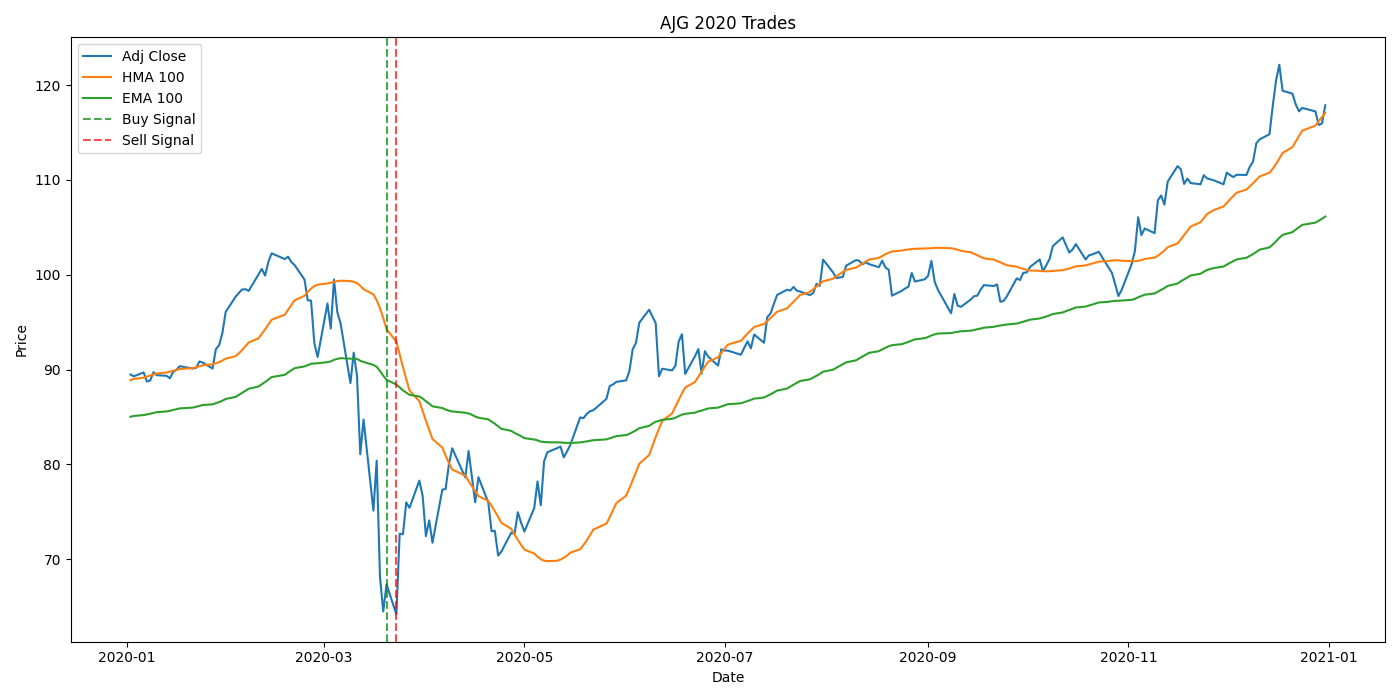 AJG 2020 Trades
Adj Close
HMA 100
EMA 100
Buy Signal
Sell Signal
Price
120
110
100
90
80
70
2020-01
2020-03
2020-05
2020-07
2020-09
2020-11
2021-01
Date